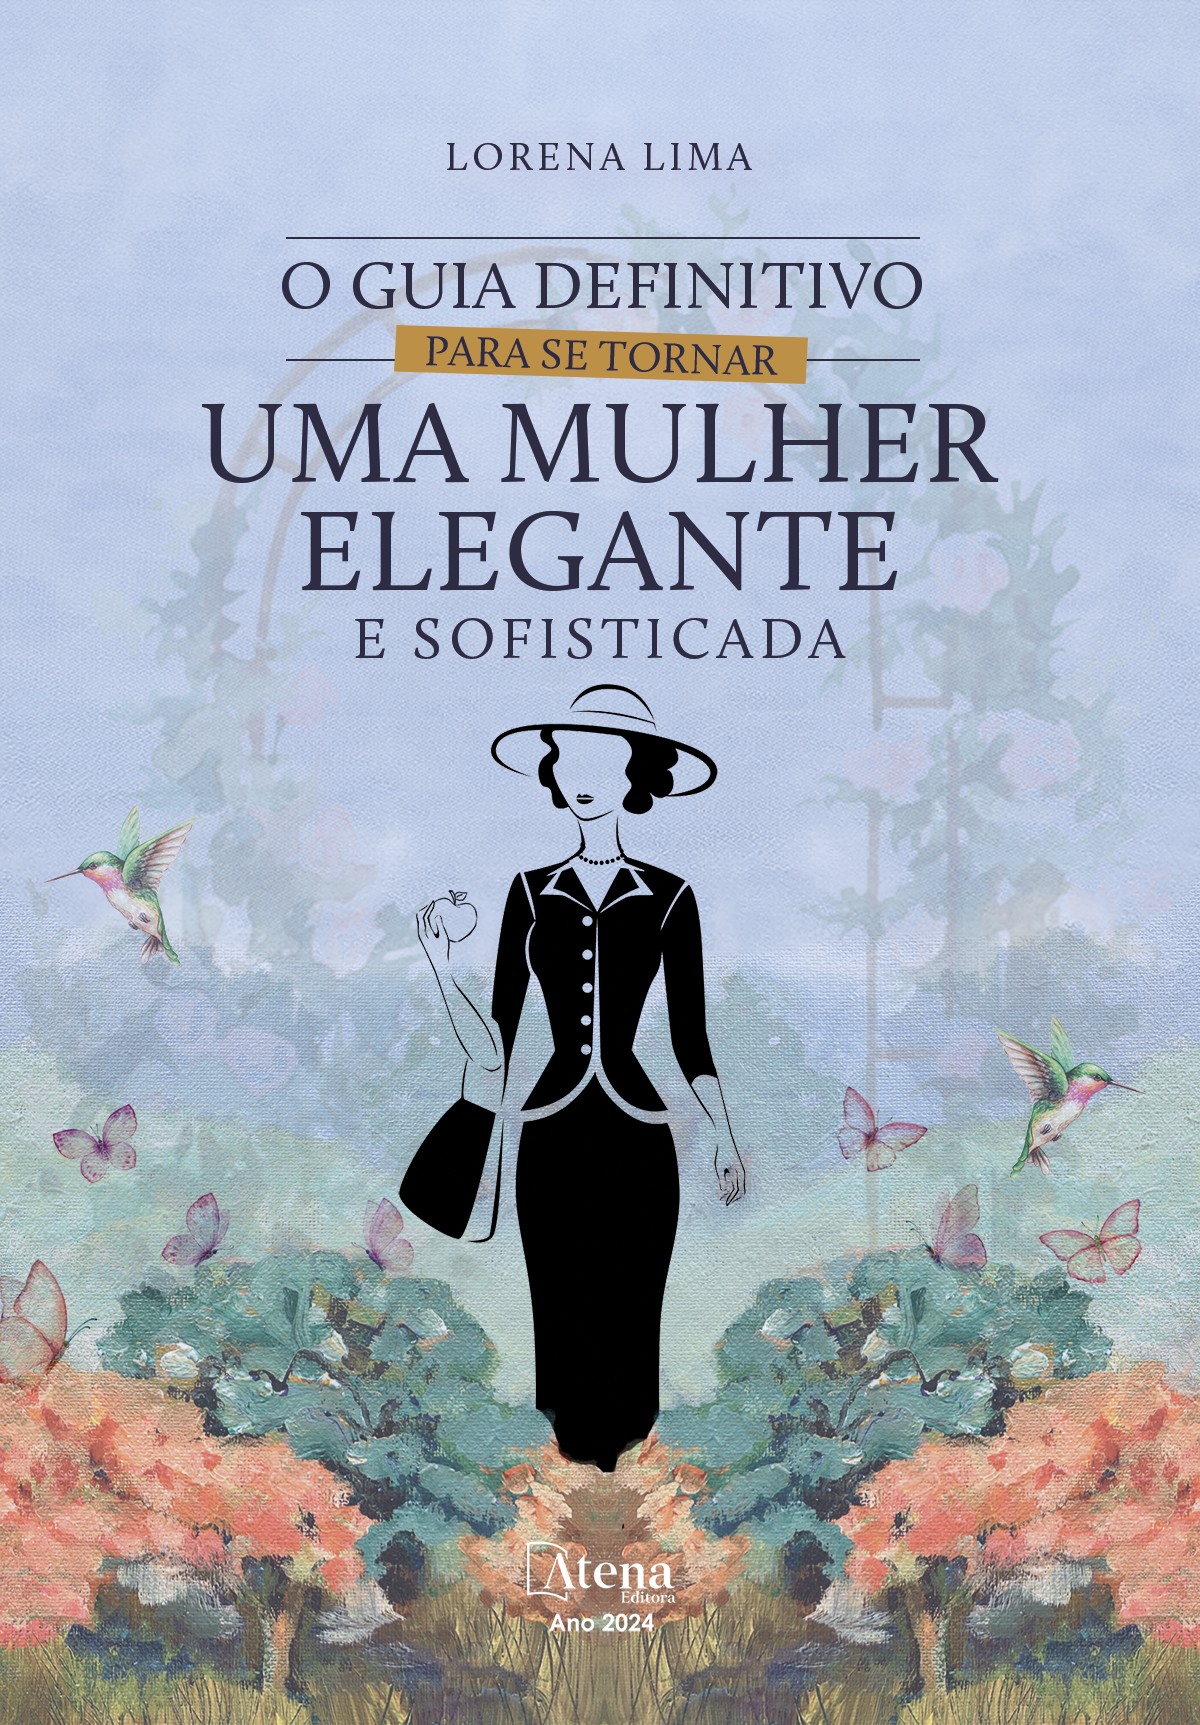 LORENA LIMA
O GUIA DEFINITIVO
PARA SE TORNAR
UMA MULHER
ELEGANTE
E SOFISTICADA
Atena
Editora
Ano 2024